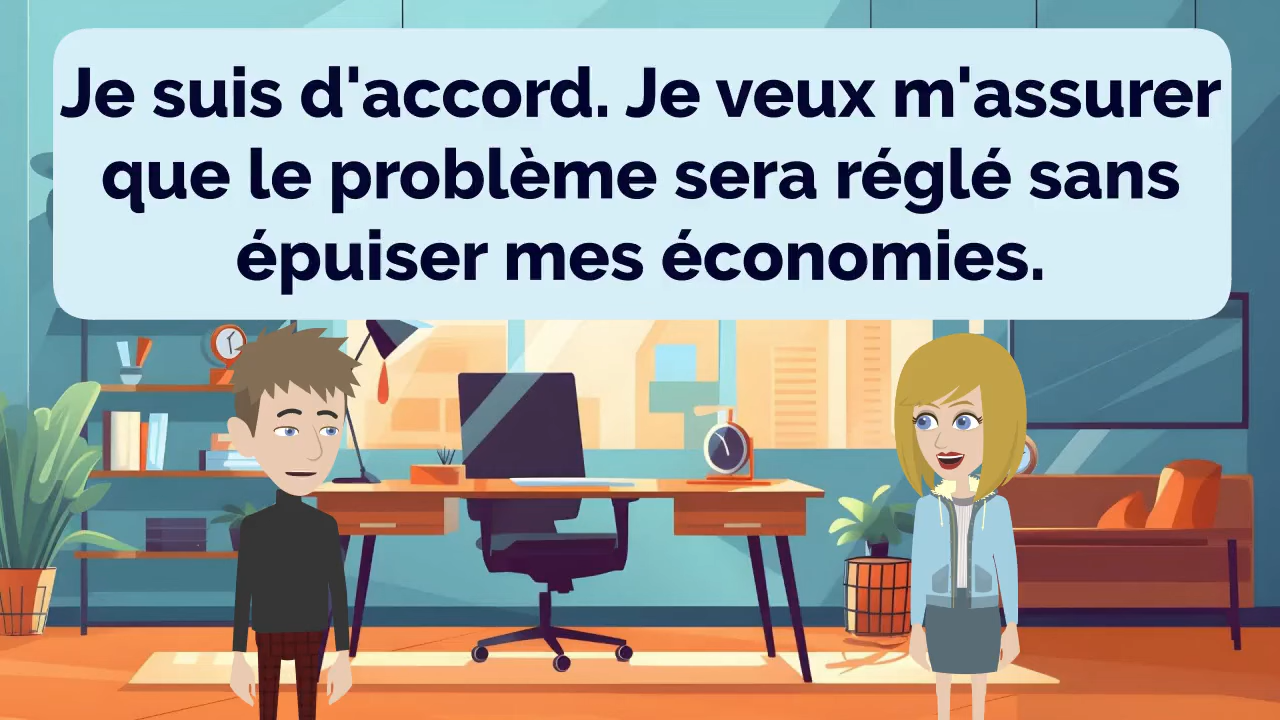 Je suis d'accord. Je veux m'assurer
que le problème sera réglé sans
épuiser mes économies.